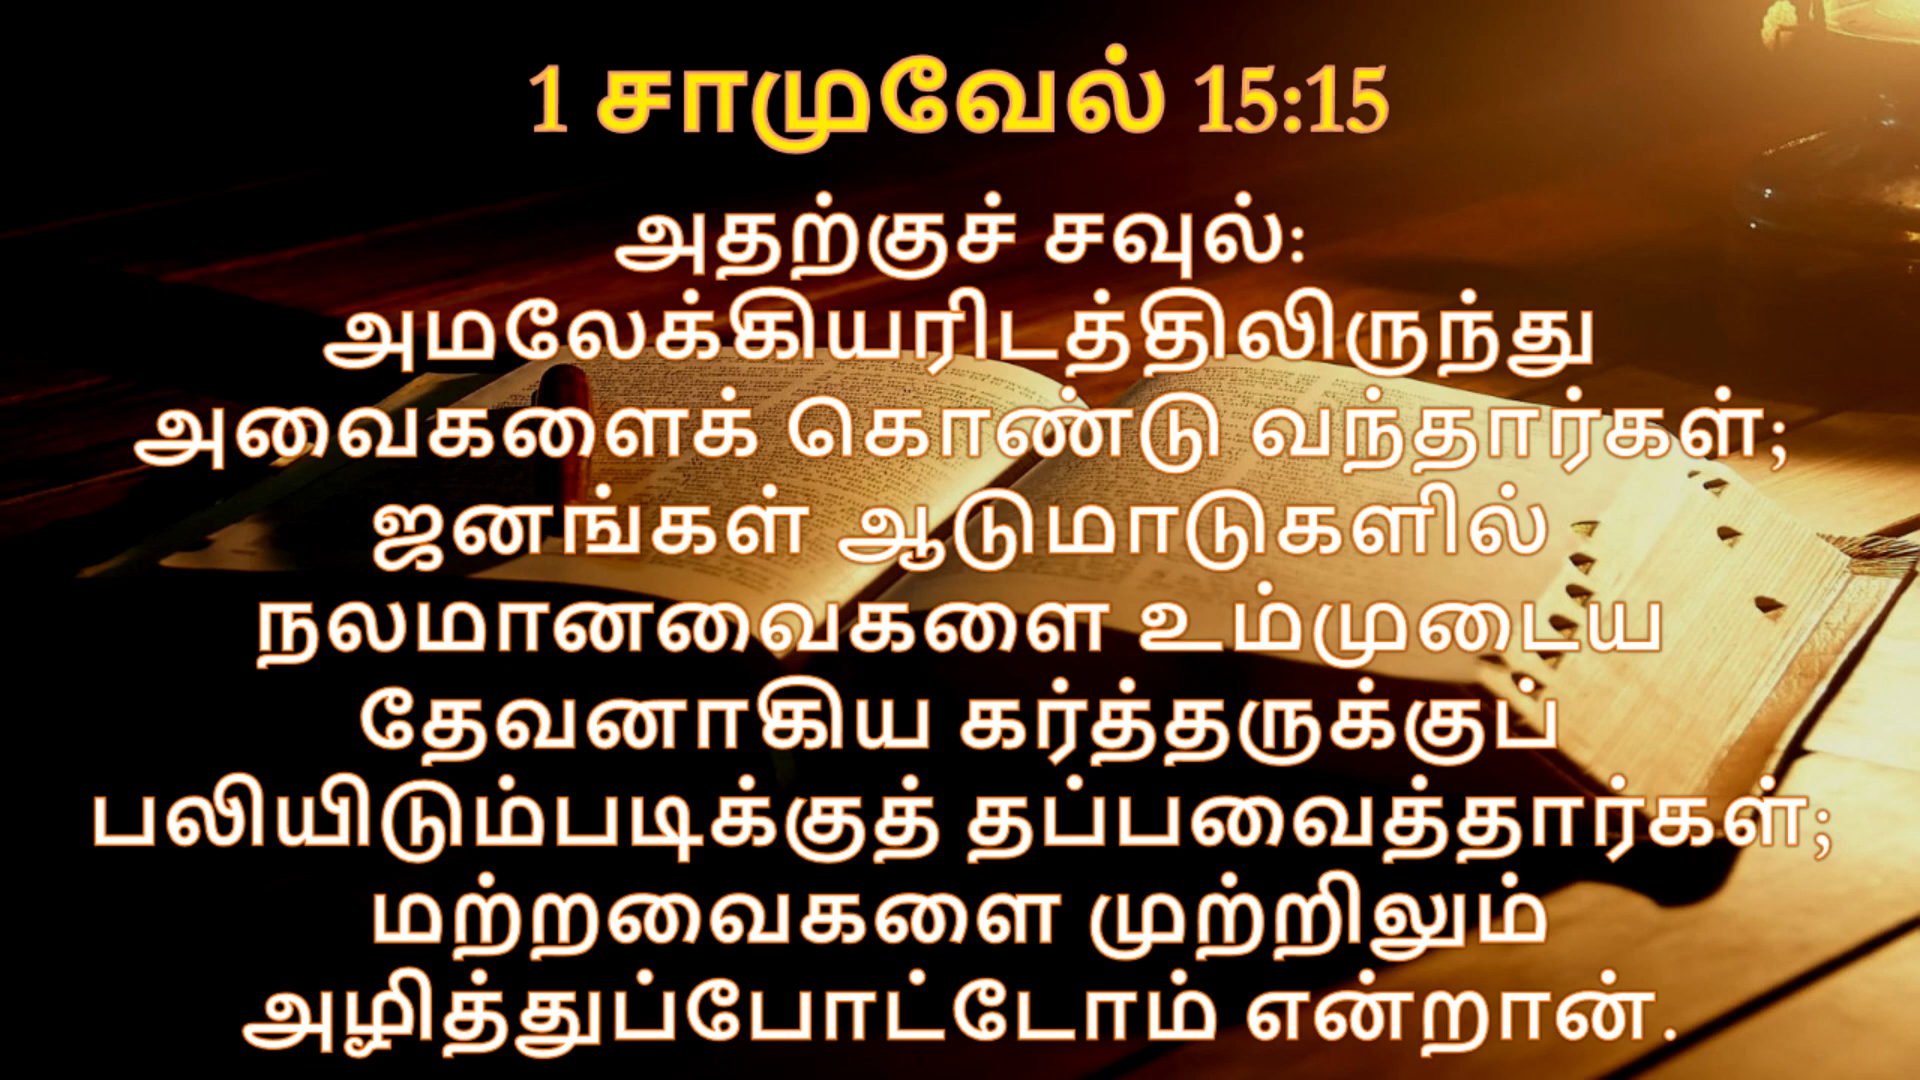 1 சாமுவேல் 15:15
அதற்குச் சவுல்:
அமலேக்கியரிடத்திலிருந்து
அவைகளைக் கொண்டு வந்தார்கள்;
ஜனங்கள் ஆடுமாடுகளில்
நலமானவைகளை உம்முடைய
தேவனாகிய கர்த்தருக்குப்
பலியிடும்படிக்குத் தப்பவைத்தார்கள்;
மற்றவைகளை முற்றிலும்
அழித்துப்போட்டோம் என்றான்.